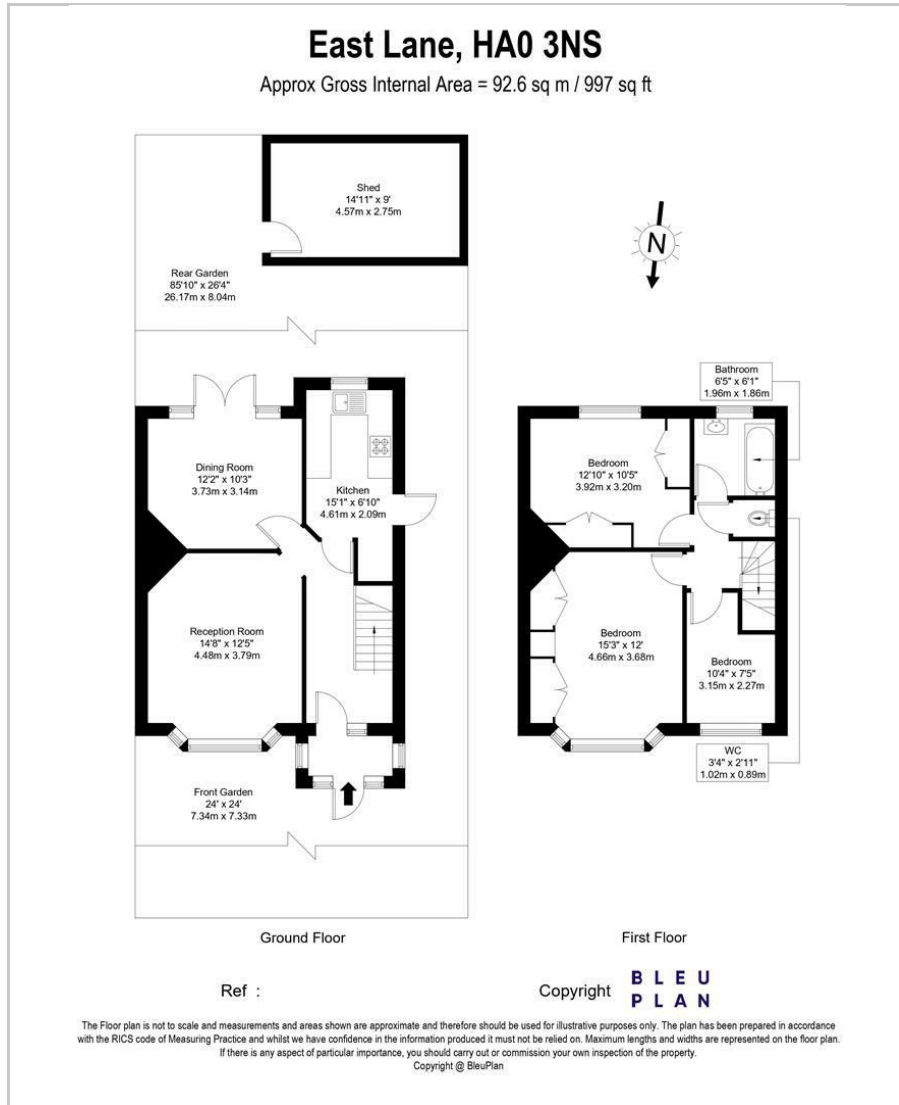 East Lane, HA0 3NS
Approx Gross Internal Area = 92.6 sq m / 997 sq ft
Shed
14'11" x 9'
4.57m x 2.75m
N
Rear Garden
85'10" x 26'4"
26.17m x 8.04m
Dining Room
12'2" x 10'3"
3.73m x 3.14m
Kitchen
15'1" x 6'10"
4.61m x 2.09m
Reception Room
14'8" x 12'5"
4.48m x 3.79m
Front Garden
24' x 24'
7.34m x 7.33m
Ground Floor
Bathroom
6'5" x 6'1"
1.96m x 1.86m
Bedroom
12'10" x 10'5"
3.92m x 3.20m
Bedroom
15'3" x 12'
4.66m x 3.68m
Bedroom
10'4" x 7'5"
3.15m x 2.27m
WC
3'4" x 2'11"
1.02m x 0.89m
First Floor
Ref :
Copyright
BLEU
PLAN
The Floor plan is not to scale and measurements and areas shown are approximate and therefore should be used for illustrative purposes only. The plan has been prepared in accordance
with the RICS code of Measuring Practice and whilst we have confidence in the information produced it must not be relied on. Maximum lengths and widths are represented on the floor plan.
If there is any aspect of particular importance, you should carry out or commission your own inspection of the property.
Copyright @ BleuPlan